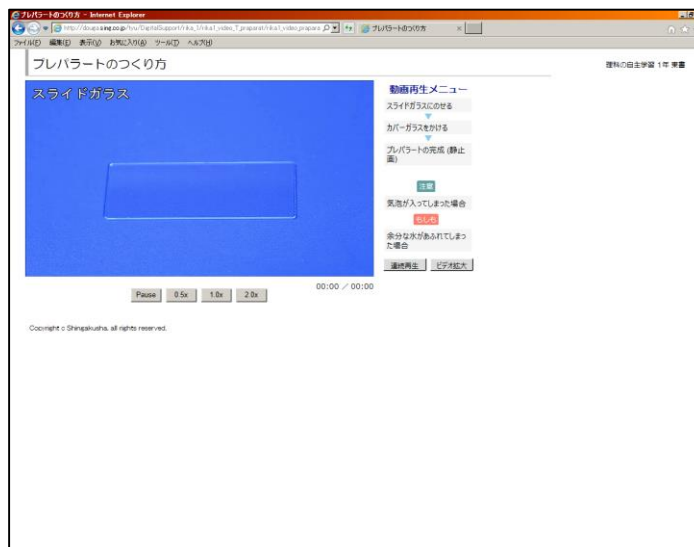 プレパラートのつくり方 - Internet Explorer
プレパラートのつくり方
ファイル(F) 編集(E) 表示(V) お気に入り(A) ツール(T) ヘルプ(H)
プレパラートのつくり方
理科の自主学習 1年 東書
スライドガラス
動画再生メニュー
スライドガラスにのせる
カバーガラスをかける
プレパラートの完成 (静止
画)
注意
気泡が入ってしまった場合
もしも
余分な水があふれてしまっ
た場合
連続再生 ビデオ拡大
00:00 / 00:00
Pause 0.5x 1.0x 2.0x
Copyright c Shingakusha, all rights reserved.